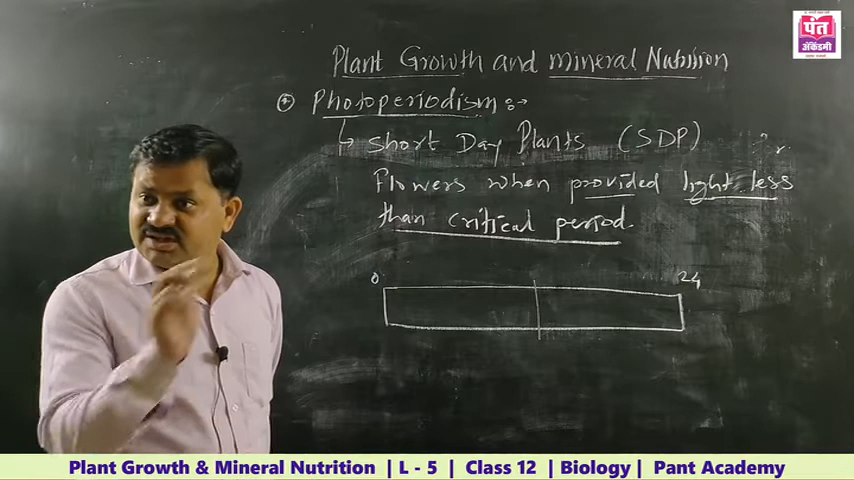 पंत
अॅकॅडमी
Plant Growth and mineral Nutrition
Photoperiodism :→
Short Day Plants (SDP)
Flowers when provided light less
than critical period.
0 24
Plant Growth & Mineral Nutrition | L - 5 | Class 12 | Biology | Pant Academy